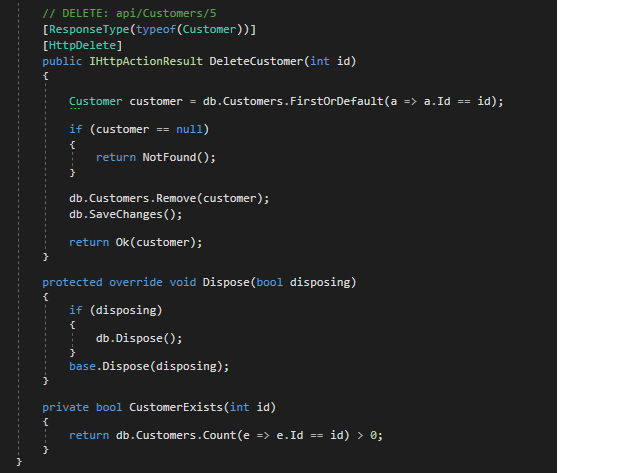 // DELETE: api/Customers/5
[ResponseType(typeof(Customer))]
[HttpDelete]
public IHttpActionResult DeleteCustomer(int id)
{
Customer customer = db.Customers.FirstOrDefault(a => a.Id == id);
if (customer == null)
{
return NotFound();
}
db.Customers.Remove(customer);
db.SaveChanges();
return Ok(customer);
}
protected override void Dispose(bool disposing)
{
if (disposing)
{
db.Dispose();
}
base.Dispose(disposing);
}
private bool CustomerExists(int id)
{
return db.Customers.Count(e => e.Id == id) > 0;
}
}